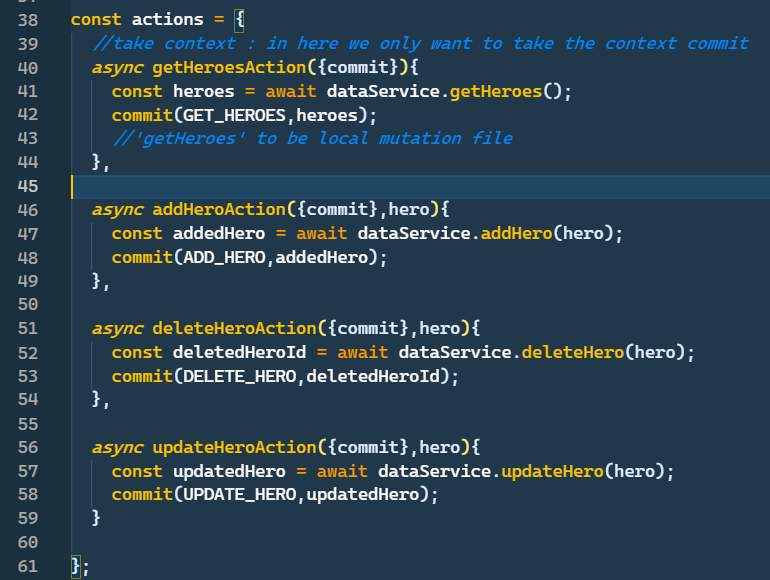 38 const actions = {
39 //take context : in here we only want to take the context commit
40 async getHeroesAction({commit}){
41 const heroes = await dataService.getHeroes();
42 commit(GET_HEROES,heroes);
43 //'getHeroes' to be local mutation file
44 },
45
46 async addHeroAction({commit},hero){
47 const addedHero = await dataService.addHero(hero);
48 commit(ADD_HERO,addedHero);
49 },
50
51 async deleteHeroAction({commit},hero){
52 const deletedHeroId = await dataService.deleteHero(hero);
53 commit(DELETE_HERO,deletedHeroId);
54 },
55
56 async updateHeroAction({commit},hero){
57 const updatedHero = await dataService.updateHero(hero);
58 commit(UPDATE_HERO,updatedHero);
59 }
60
61 };